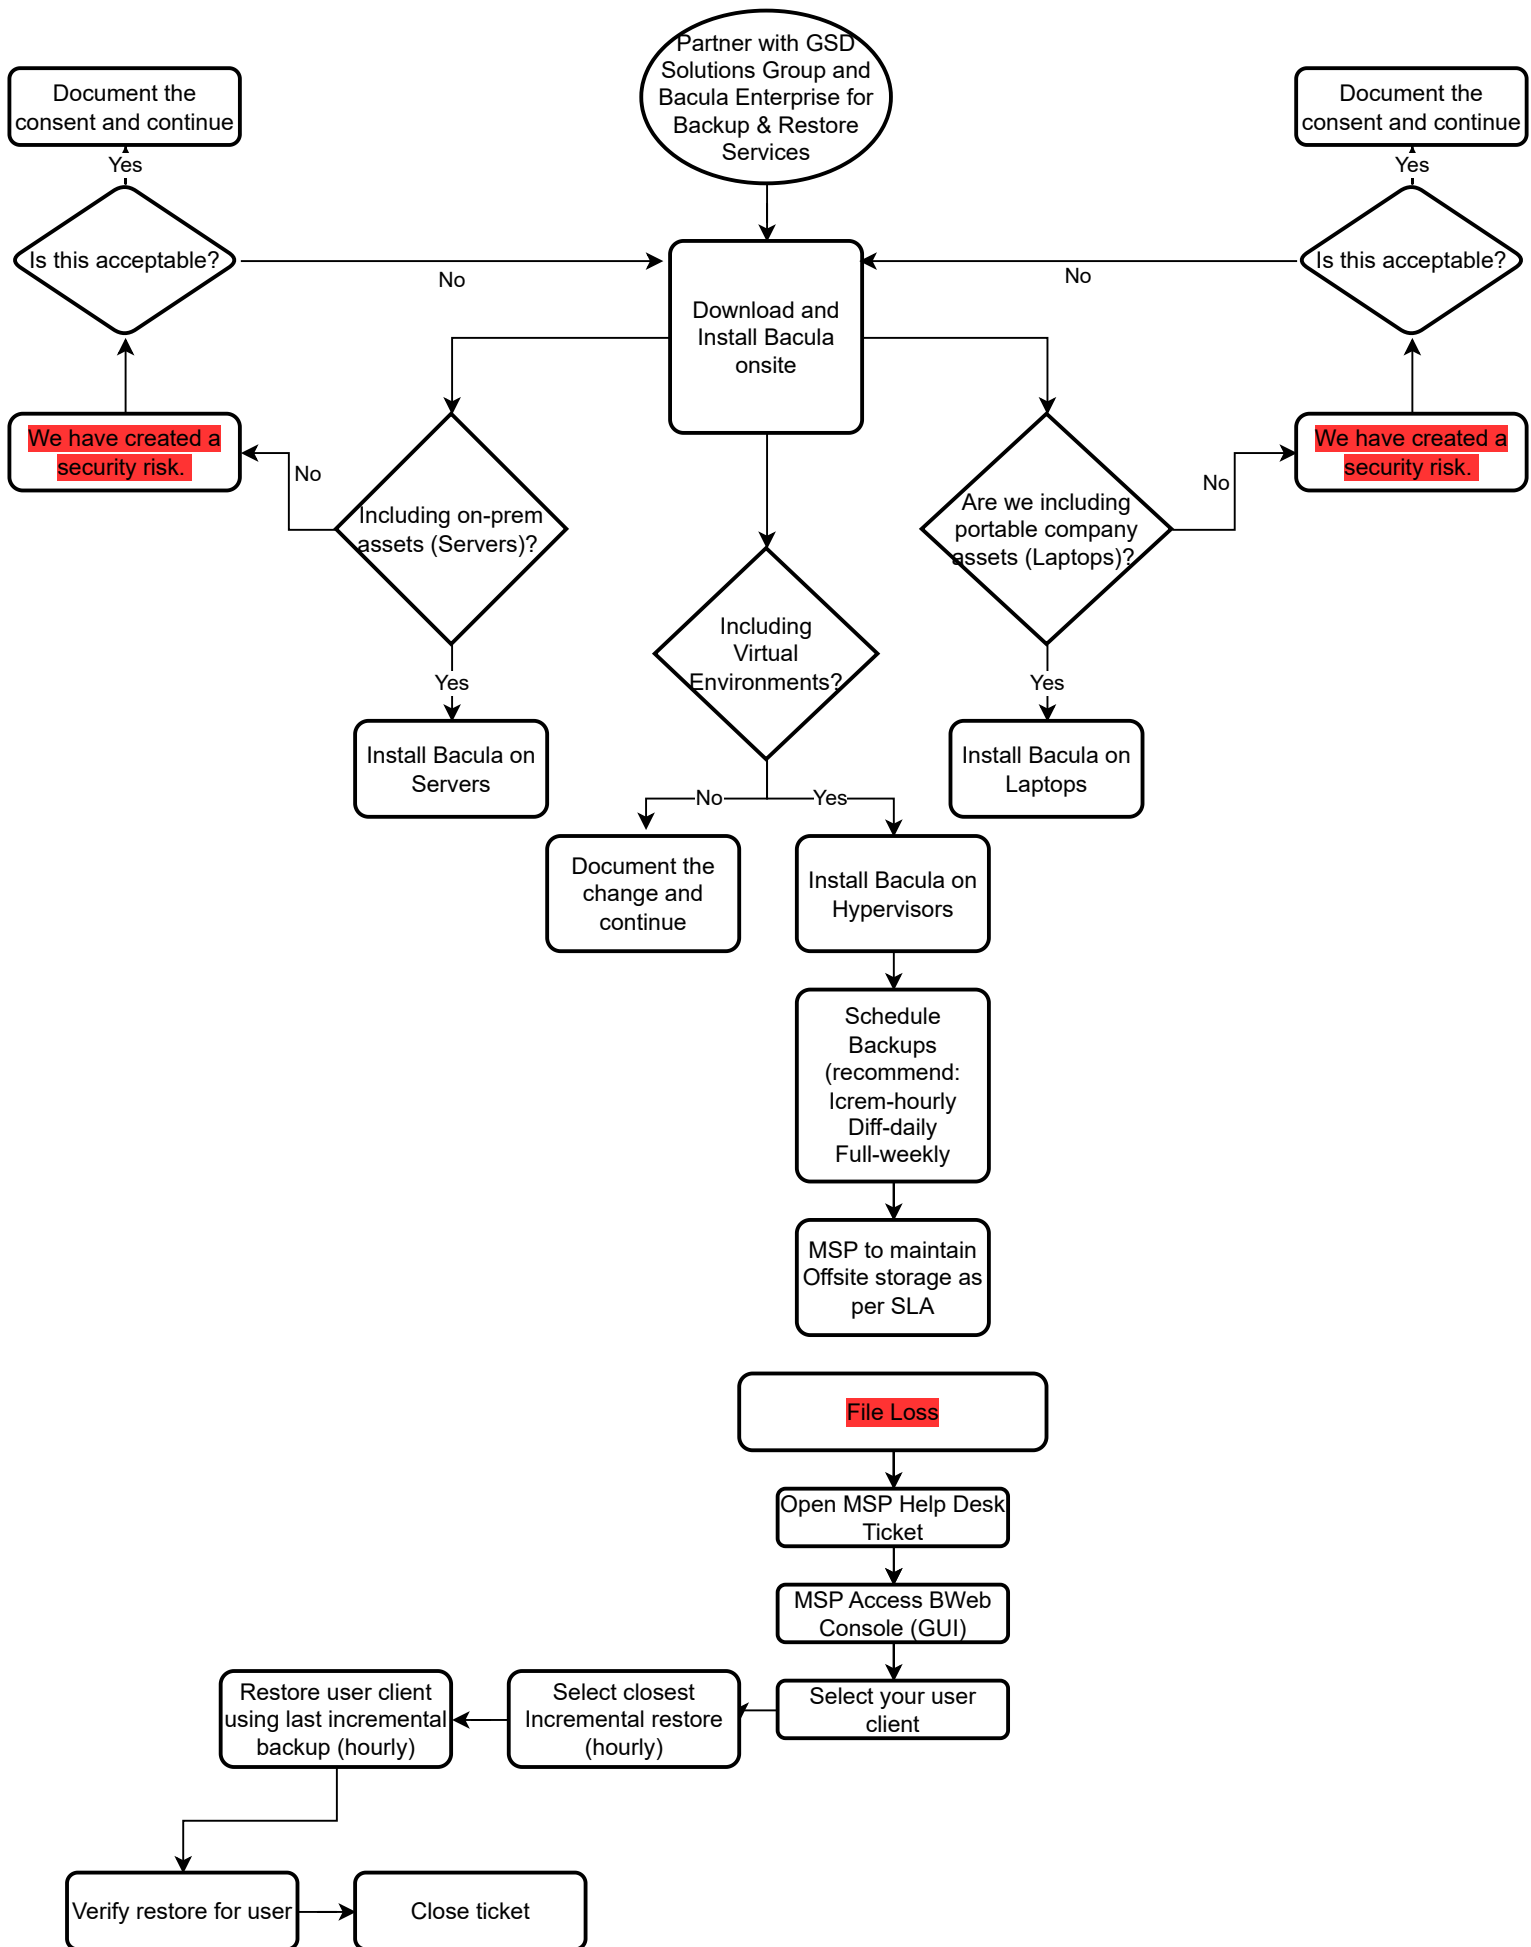 Partner with GSD
Solutions Group and
Bacula Enterprise for
Backup & Restore
Services
Document the
consent and continue
Document the
consent and continue
Yes
Yes
Is this acceptable?
Is this acceptable?
No
No
Download and
Install Bacula
onsite
We have created a
security risk.
We have created a
security risk.
No
No
Including on-prem
assets (Servers)?
Are we including
portable company
assets (Laptops)?
Including
Virtual
Environments?
Yes
Yes
Install Bacula on
Servers
Install Bacula on
Laptops
No
Yes
Document the
change and
continue
Install Bacula on
Hypervisors
Schedule
Backups
(recommend:
Icrem-hourly
Diff-daily
Full-weekly
MSP to maintain
Offsite storage as
per SLA
File Loss
Open MSP Help Desk
Ticket
MSP Access BWeb
Console (GUI)
Select your user
client
Select closest
Incremental restore
(hourly)
Restore user client
using last incremental
backup (hourly)
Verify restore for user
Close ticket